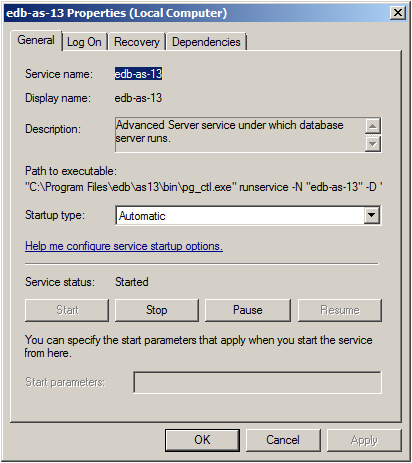 edb-as-13 Properties (Local Computer)
General Log On Recovery Dependencies
Service name: edb-as-13
Display name: edb-as-13
Description: Advanced Server service under which database
server runs.
Path to executable:
"C:\Program Files\edb\as13\bin\pg_ctl.exe" runservice -N "edb-as-13" -D "
Startup type: Automatic
Help me configure service startup options.
Service status: Started
Start Stop Pause Resume
You can specify the start parameters that apply when you start the service
from here.
Start parameters:
OK Cancel Apply